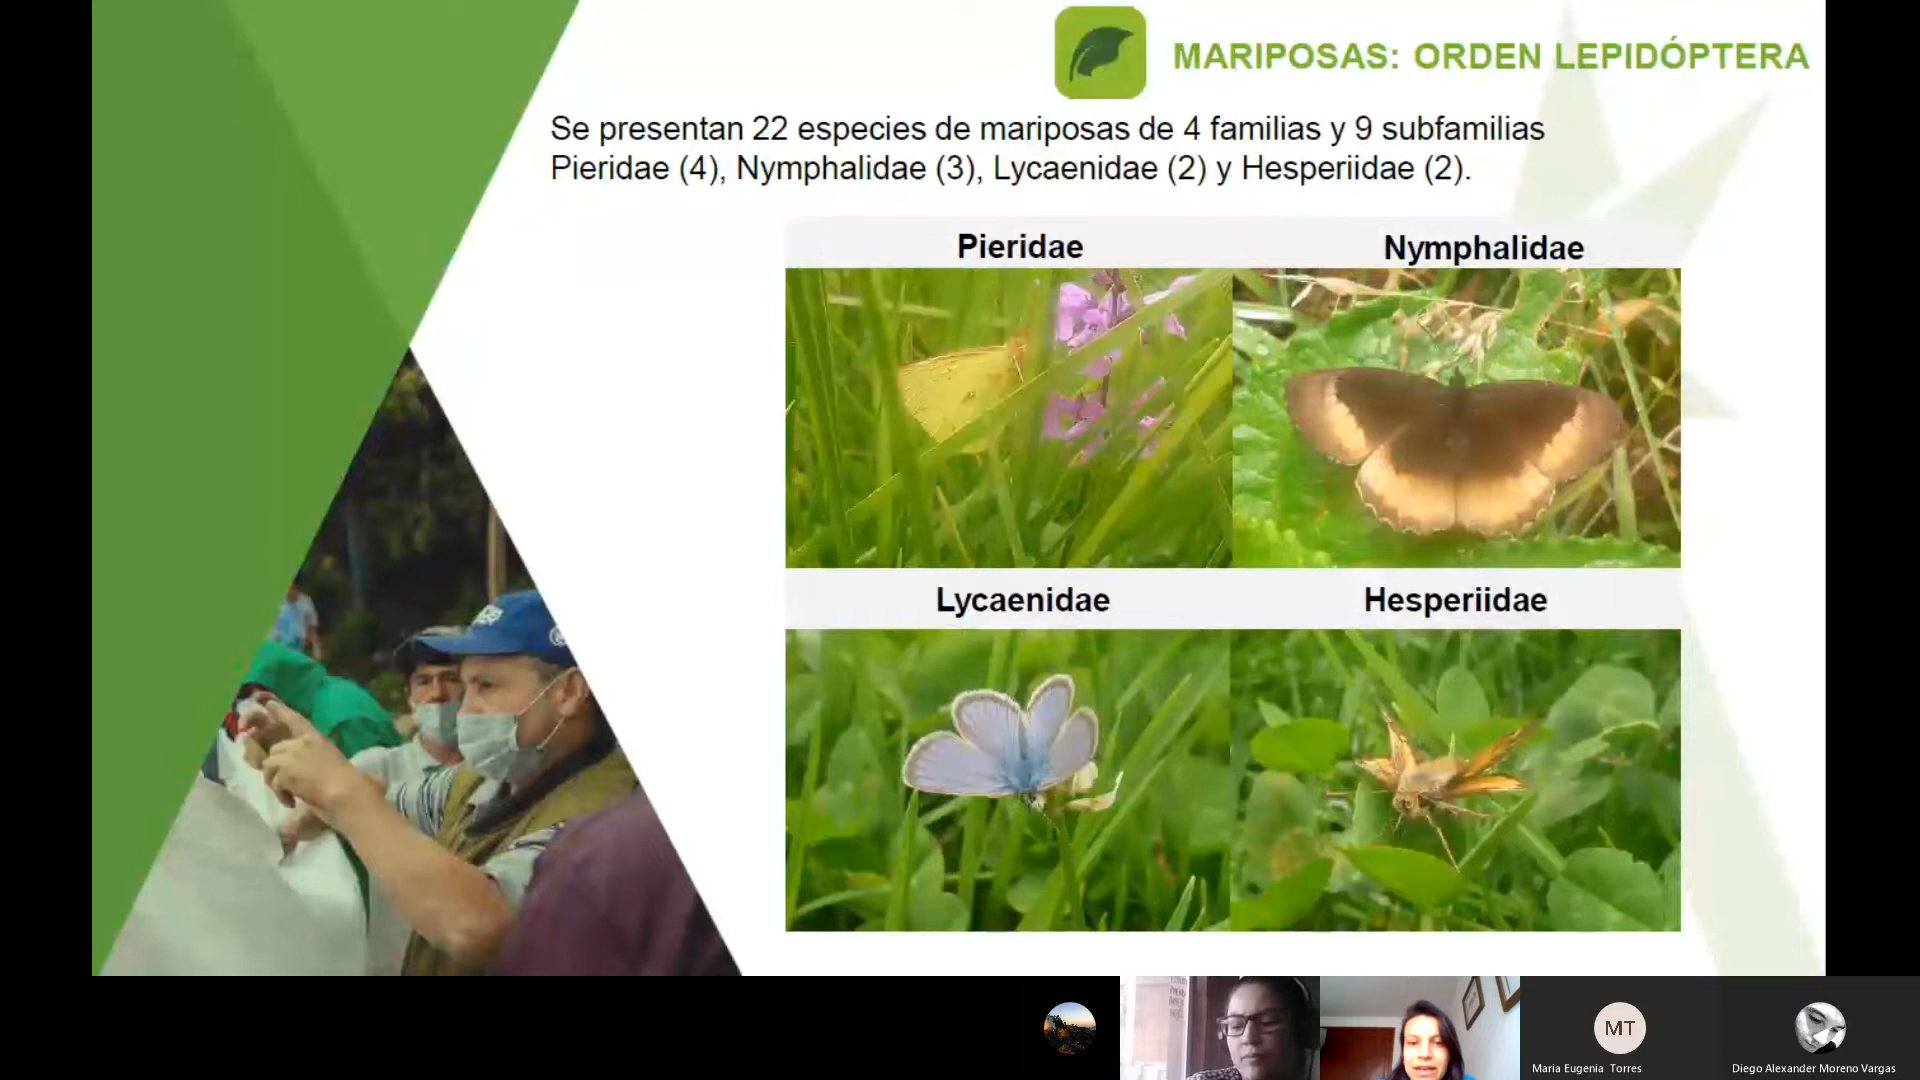 MARIPOSAS: ORDEN LEPIDÓPTERA
Se presentan 22 especies de mariposas de 4 familias y 9 subfamilias
Pieridae (4), Nymphalidae (3), Lycaenidae (2) y Hesperiidae (2).
Pieridae
Nymphalidae
Lycaenidae
Hesperiidae
MT
Maria Eugenia Torres
Diego Alexander Moreno Vargas